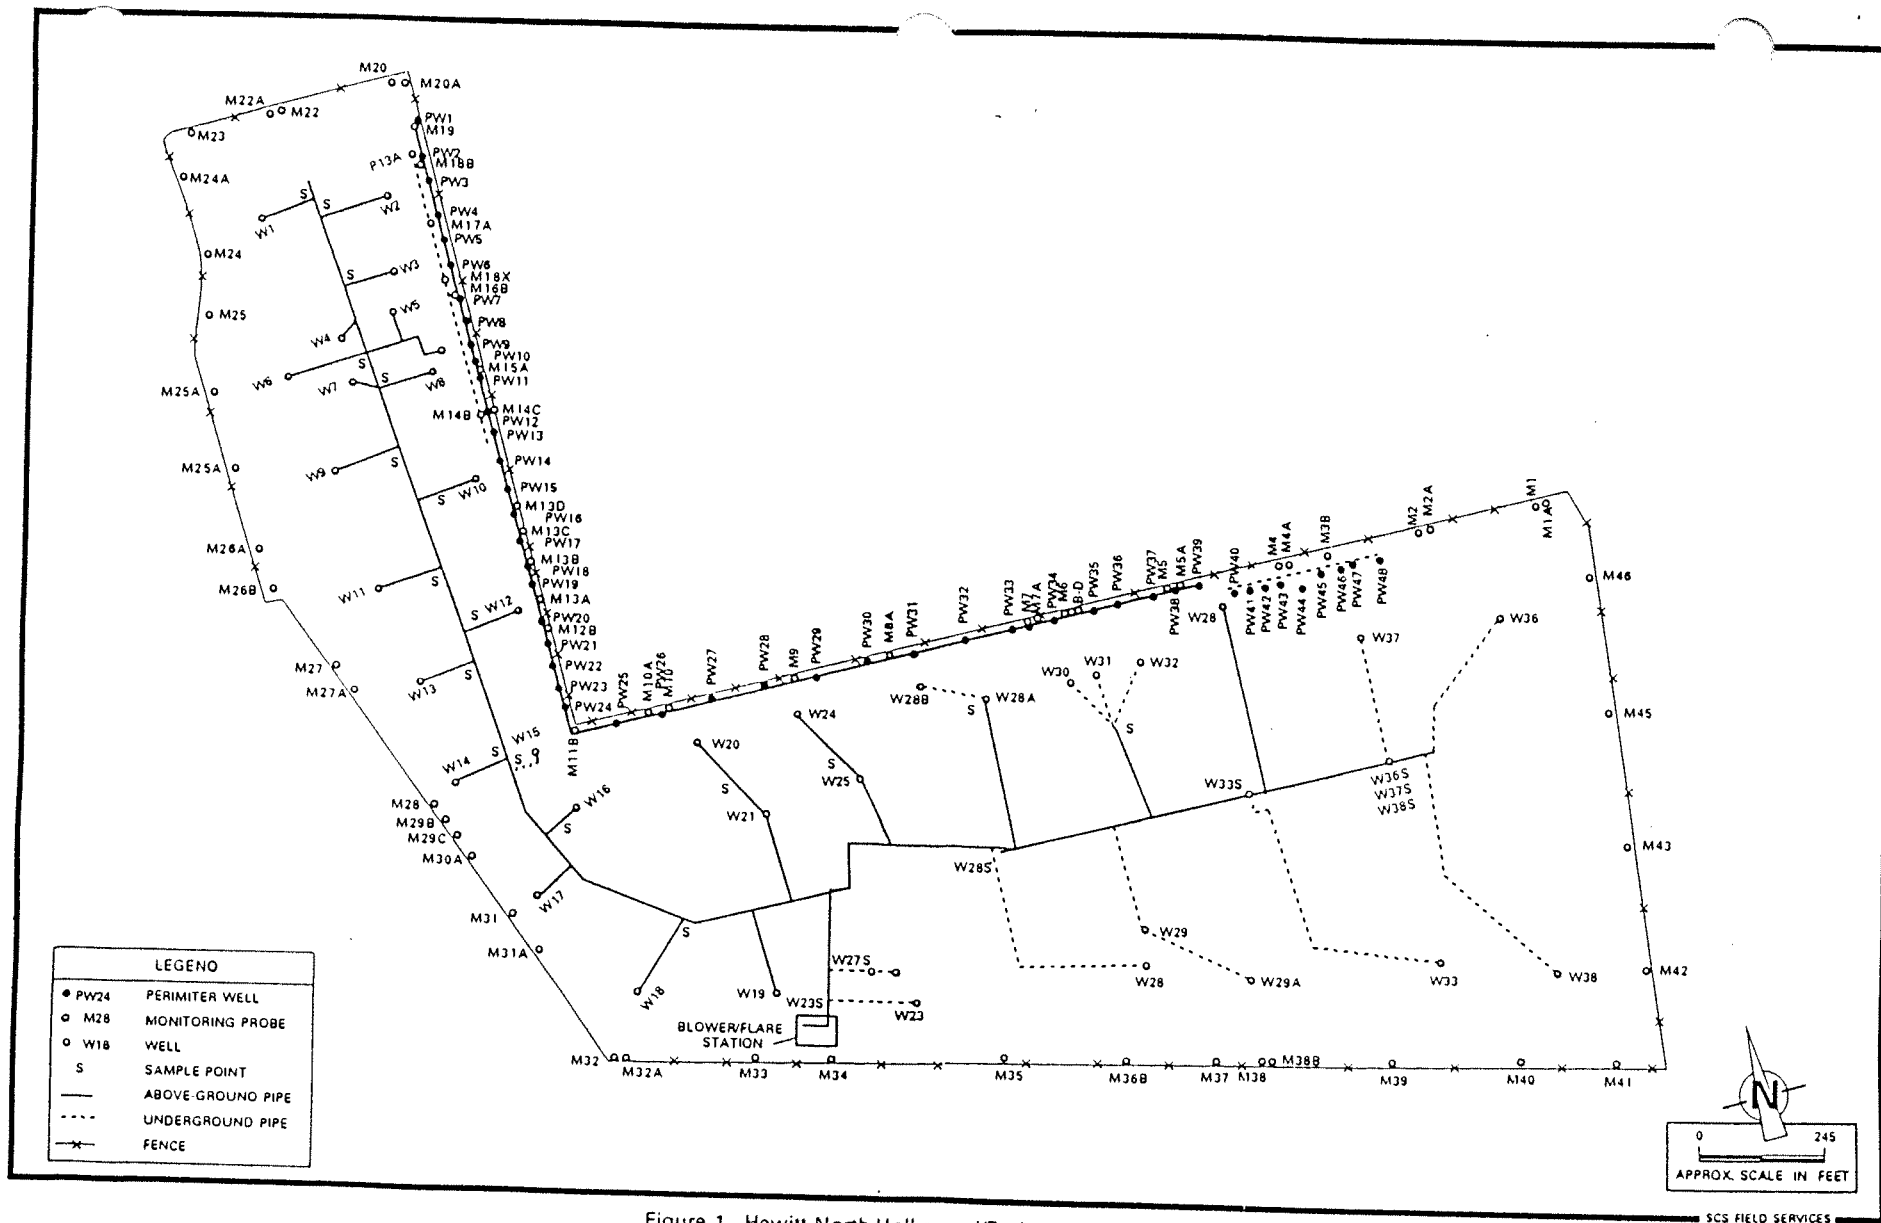 M20
M20A
M22A
M22
M23
M24A
PW1
M19
P13A
PW2
M18B
PW3
W1
S
S
W2
PW4
M17A
PW5
M24
S
W3
PW6
M18X
M16B
PW7
M25
W4
W5
PW8
PW9
PW10
M15A
PW11
W6
S
W7
S
W8
M25A
M14B
M14C
PW12
PW13
M25A
W9
S
PW14
S
W10
PW15
M13D
PW16
M13C
PW17
M26A
M13B
PW18
M26B
W11
S
PW19
M13A
S
W12
PW20
M12B
PW21
M27
M27A
W13
S
PW22
PW23
PW24
M11B
PW25
M10A
PW26
M10
PW27
PW28
M9
PW29
PW30
M8A
PW31
PW32
PW33
M7
M7A
PW34
M6
B-D
PW35
PW36
PW37
M5
M5A
PW38
PW39
PW40
M4
M4A
M3B
PW41
PW42
PW43
PW44
PW45
PW46
PW47
PW48
M2
M2A
M1
M1A
M46
W28
W37
W36
W30
W31
W32
W28B
W28A
S
S
M45
W14
S
S
W15
W24
W20
S
W25
S
W21
W33S
W36S
W37S
W38S
M28
M29B
M29C
M30A
W16
S
W28S
M43
W17
M31
M31A
S
W18
W19
W27S
W23S
W23
W29
W28
W29A
W33
W38
M42
BLOWER/FLARE
STATION
M32
M32A
M33
M34
M35
M36B
M37
M38
M38B
M39
M40
M41
LEGEND
PW24 PERIMITER WELL
M28 MONITORING PROBE
W18 WELL
S SAMPLE POINT
ABOVE-GROUND PIPE
UNDERGROUND PIPE
FENCE
N
0 245
APPROX. SCALE IN FEET
SCS FIELD SERVICES
Figure 1. Hewitt North Hollywood